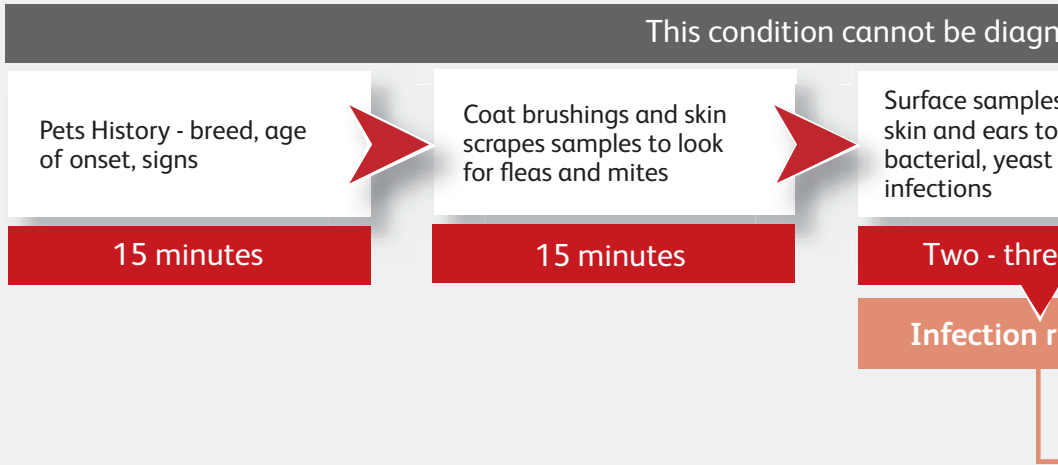 This condition cannot be
Pets History - breed, age
of onset, signs
15 minutes
Coat brushings and skin
scrapes samples to look
for fleas and mites
15 minutes
Surface samples
skin and ears to
bacterial, yeast
infections
Two -
Infection